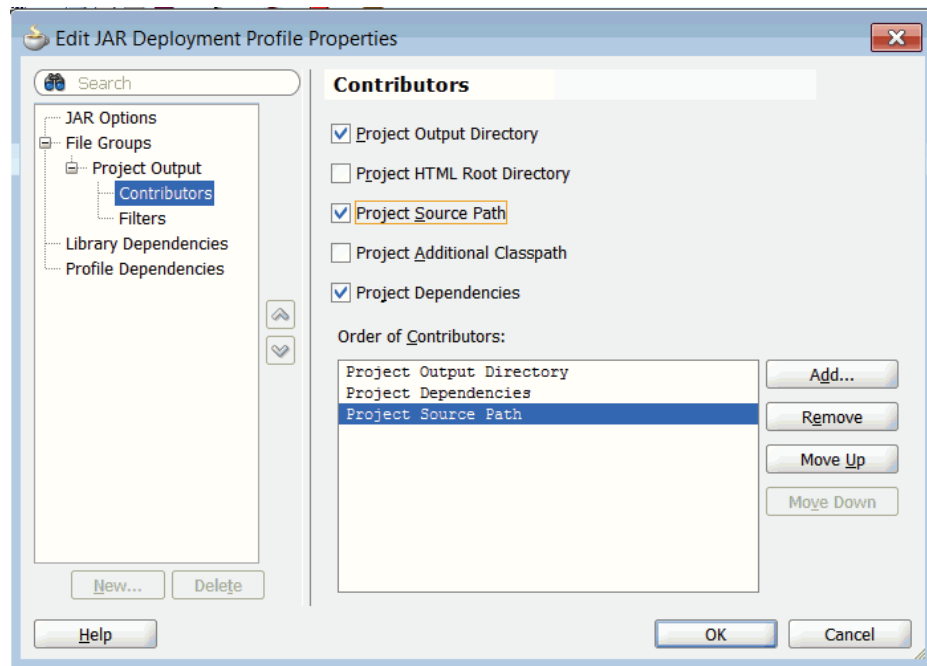 Edit JAR Deployment Profile Properties
Search
JAR Options
File Groups
Project Output
Contributors
Filters
Library Dependencies
Profile Dependencies
New...
Delete
Contributors
Project Output Directory
Project HTML Root Directory
Project Source Path
Project Additional Classpath
Project Dependencies
Order of Contributors:
Project Output Directory
Project Dependencies
Project Source Path
Add...
Remove
Move Up
Move Down
Help
OK
Cancel